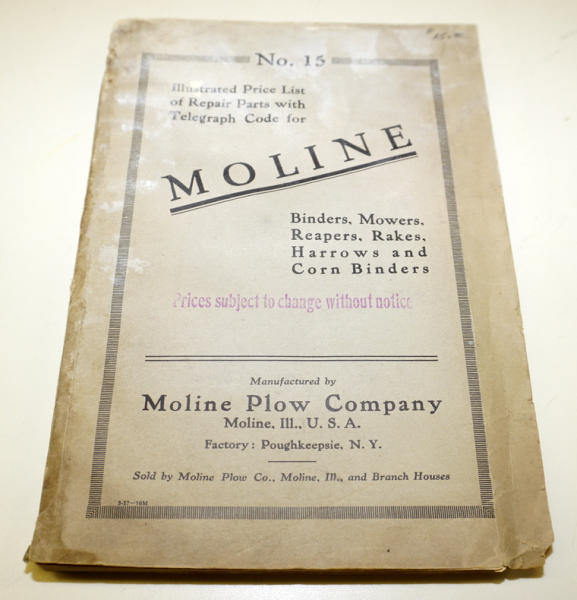 No. 15
Illustrated Price List
of Repair Parts with
Telegraph Code for
MOLINE
Binders, Mowers,
Reapers, Rakes,
Harrows and
Corn Binders
Prices subject to change without notice
Manufactured by
Moline Plow Company
Moline, Ill., U. S. A.
Factory: Poughkeepsie, N. Y.
Sold by Moline Plow Co., Moline, Ill., and Branch Houses